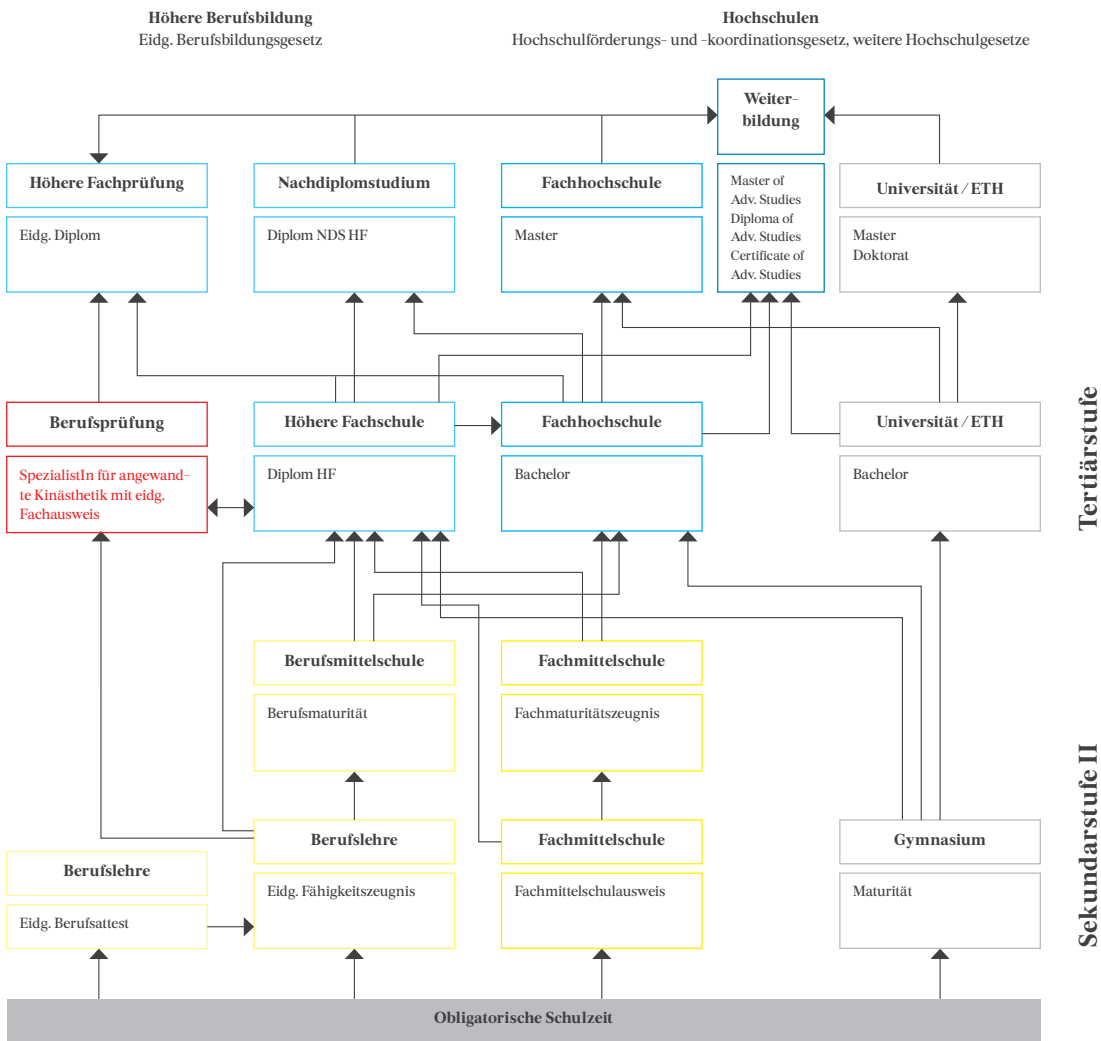 Höhere Berufsbildung
Eidg. Berufsbildungsgesetz
Hochschulen
Hochschulförderungs- und -koordinationsgesetz, weitere Hochschulgesetze
Weiter-
bildung
Höhere Fachprüfung
Eidg. Diplom
Nachdiplomstudium
Diplom NDS HF
Fachhochschule
Master
Master of
Adv. Studies
Diploma of
Adv. Studies
Certificate of
Adv. Studies
Universität / ETH
Master
Doktorat
Berufsprüfung
SpezialistIn für angewand-
te Kinästhetik mit eidg.
Fachausweis
Höhere Fachschule
Diplom HF
Fachhochschule
Bachelor
Universität / ETH
Bachelor
Tertiärstufe
Berufsmittelschule
Berufsmaturität
Fachmittelschule
Fachmaturitätszeugnis
Berufslehre
Eidg. Berufsattest
Berufslehre
Eidg. Fähigkeitszeugnis
Fachmittelschule
Fachmittelschulausweis
Gymnasium
Maturität
Sekundarstufe II
Obligatorische Schulzeit